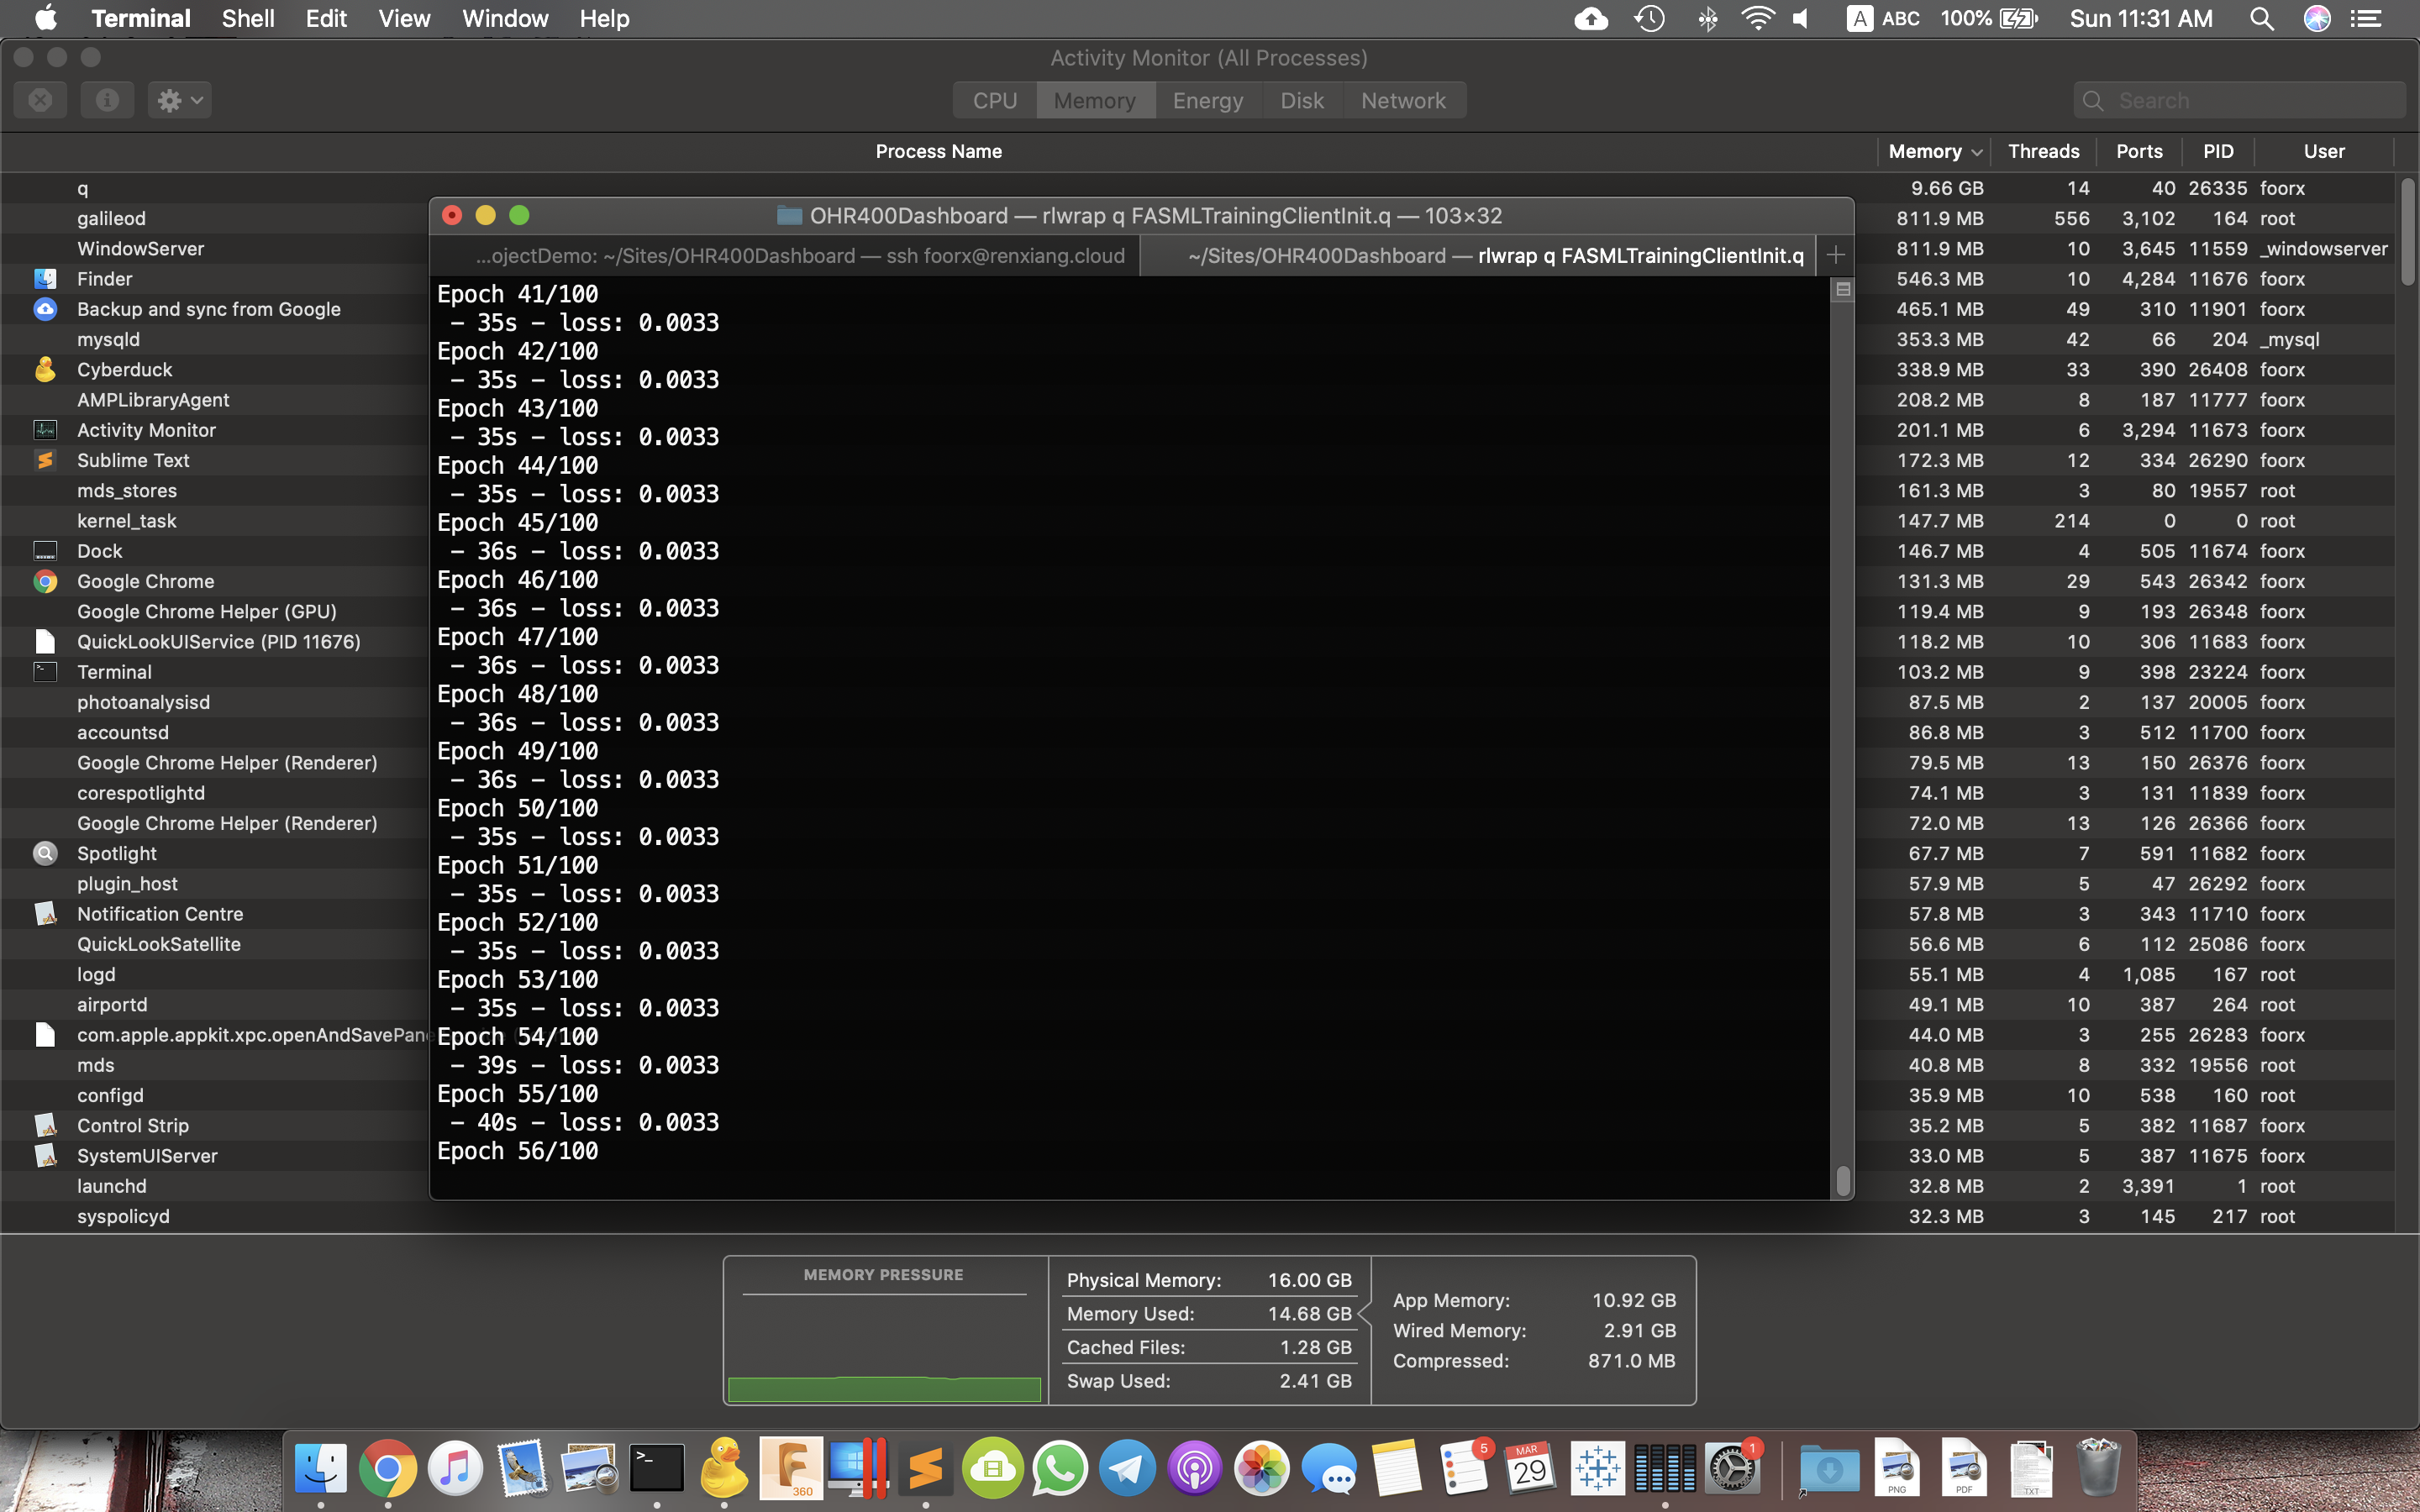 Terminal Shell Edit View Window Help A ABC 100% Sun 11:31 AM
Activity Monitor (All Processes)
CPU Memory Energy Disk Network Search
Process Name Memory Threads Ports PID User
q 9.66 GB 14 40 26335 foorx
galileod 811.9 MB 556 3,102 164 root
WindowServer 811.9 MB 10 3,645 11559 _windowserver
Finder 546.3 MB 10 4,284 11676 foorx
Backup and sync from Google 465.1 MB 49 310 11901 foorx
mysqld 353.3 MB 42 66 204 _mysql
Cyberduck 338.9 MB 33 390 26408 foorx
AMPLibraryAgent 208.2 MB 8 187 11777 foorx
Activity Monitor 201.1 MB 6 3,294 11673 foorx
Sublime Text 172.3 MB 12 334 26290 foorx
mds_stores 161.3 MB 3 80 19557 root
kernel_task 147.7 MB 214 0 0 root
Dock 146.7 MB 4 505 11674 foorx
Google Chrome 131.3 MB 29 543 26342 foorx
Google Chrome Helper (GPU) 119.4 MB 9 193 26348 foorx
QuickLookUIService (PID 11676) 118.2 MB 10 306 11683 foorx
Terminal 103.2 MB 9 398 23224 foorx
photoanalysisd 87.5 MB 2 137 20005 foorx
accountsd 86.8 MB 3 512 11700 foorx
Google Chrome Helper (Renderer) 79.5 MB 13 150 26376 foorx
corespotlightd 74.1 MB 3 131 11839 foorx
Google Chrome Helper (Renderer) 72.0 MB 13 126 26366 foorx
Spotlight 67.7 MB 7 591 11682 foorx
plugin_host 57.9 MB 5 47 26292 foorx
Notification Centre 57.8 MB 3 343 11710 foorx
QuickLookSatellite 56.6 MB 6 112 25086 foorx
logd 55.1 MB 4 1,085 167 root
airportd 49.1 MB 10 387 264 root
com.apple.appkit.xpc.openAndSavePane 44.0 MB 3 255 26283 foorx
mds 40.8 MB 8 332 19556 root
configd 35.9 MB 10 538 160 root
Control Strip 35.2 MB 5 382 11687 foorx
SystemUIServer 33.0 MB 5 387 11675 foorx
launchd 32.8 MB 2 3,391 1 root
syspolicyd 32.3 MB 3 145 217 root
OHR400Dashboard — rlwrap q FASMLTrainingClientInit.q — 103×32
...ojectDemo: ~/Sites/OHR400Dashboard — ssh foorx@renxiang.cloud ~/Sites/OHR400Dashboard — rlwrap q FASMLTrainingClientInit.q
Epoch 41/100
- 35s - loss: 0.0033
Epoch 42/100
- 35s - loss: 0.0033
Epoch 43/100
- 35s - loss: 0.0033
Epoch 44/100
- 35s - loss: 0.0033
Epoch 45/100
- 36s - loss: 0.0033
Epoch 46/100
- 36s - loss: 0.0033
Epoch 47/100
- 36s - loss: 0.0033
Epoch 48/100
- 36s - loss: 0.0033
Epoch 49/100
- 36s - loss: 0.0033
Epoch 50/100
- 35s - loss: 0.0033
Epoch 51/100
- 35s - loss: 0.0033
Epoch 52/100
- 35s - loss: 0.0033
Epoch 53/100
- 35s - loss: 0.0033
Epoch 54/100
- 39s - loss: 0.0033
Epoch 55/100
- 40s - loss: 0.0033
Epoch 56/100
MEMORY PRESSURE
Physical Memory: 16.00 GB
Memory Used: 14.68 GB
Cached Files: 1.28 GB
Swap Used: 2.41 GB
App Memory: 10.92 GB
Wired Memory: 2.91 GB
Compressed: 871.0 MB
360 5 MAR 29 1 PNG PDF TXT